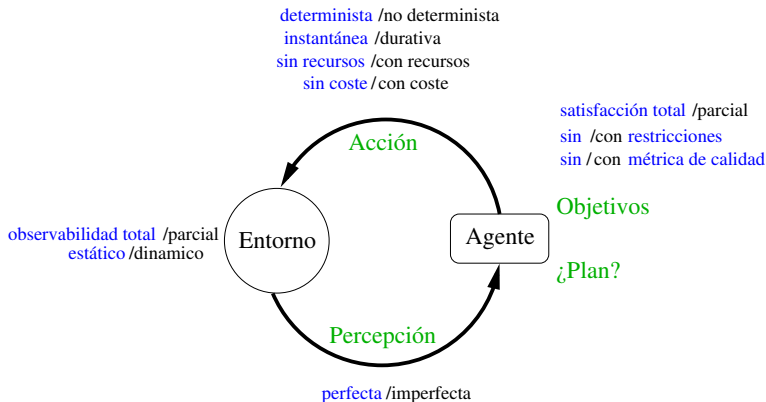 determinista /no determinista
instantánea /durativa
sin recursos /con recursos
sin coste / con coste
satisfacción total /parcial
sin /con restricciones
sin / con métrica de calidad
Acción
Objetivos
observabilidad total /parcial
estático /dinamico
Entorno
Agente
¿Plan?
Percepción
perfecta /imperfecta